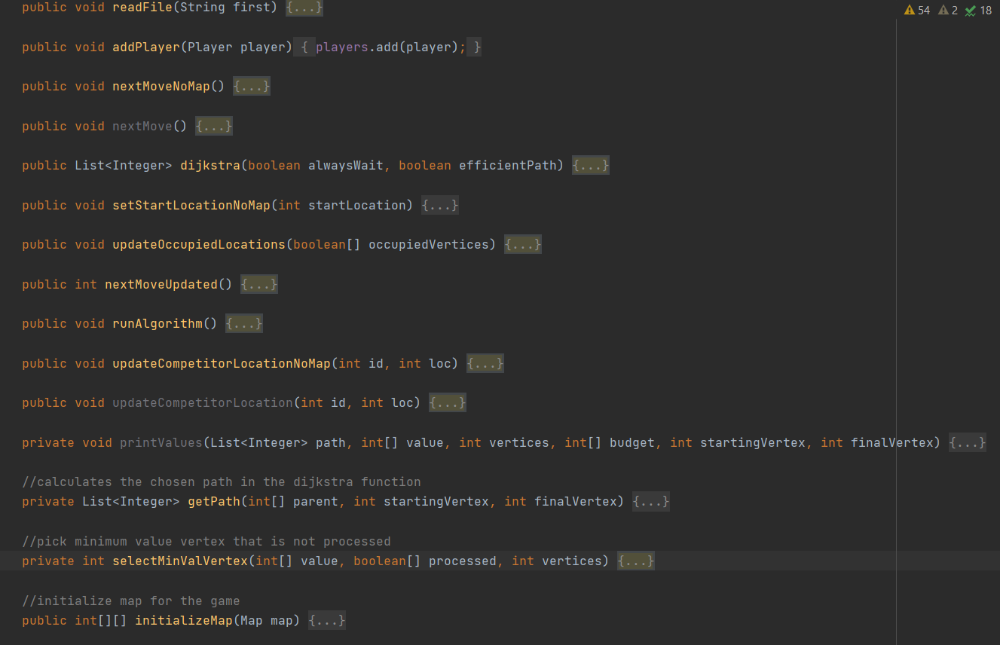 public void readFile(String first) {...}
54 2 18
public void addPlayer(Player player) { players.add(player); }
public void nextMoveNoMap() {...}
public void nextMove() {...}
public List<Integer> dijkstra(boolean alwaysWait, boolean efficientPath) {...}
public void setStartLocationNoMap(int startLocation) {...}
public void updateOccupiedLocations(boolean[] occupiedVertices) {...}
public int nextMoveUpdated() {...}
public void runAlgorithm() {...}
public void updateCompetitorLocationNoMap(int id, int loc) {...}
public void updateCompetitorLocation(int id, int loc) {...}
private void printValues(List<Integer> path, int[] value, int vertices, int[] budget, int startingVertex, int finalVertex) {...}
//calculates the chosen path in the dijkstra function
private List<Integer> getPath(int[] parent, int startingVertex, int finalVertex) {...}
//pick minimum value vertex that is not processed
private int selectMinValVertex(int[] value, boolean[] processed, int vertices) {...}
//initialize map for the game
public int[][] initializeMap(Map map) {...}